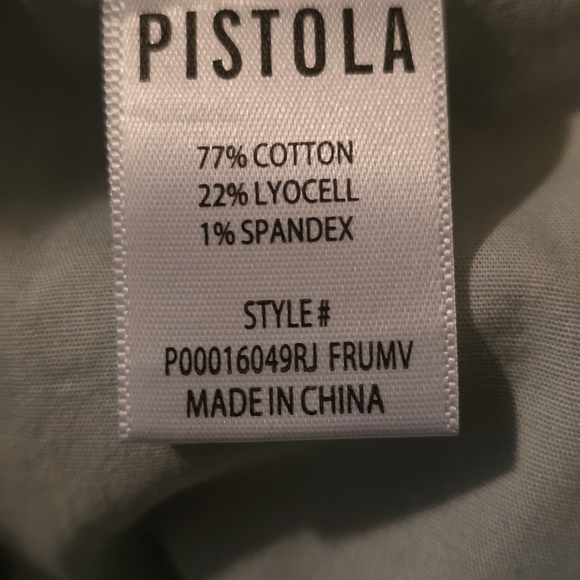 PISTOLA
77% COTTON
22% LYOCELL
1% SPANDEX
STYLE#
P00016049RJ FRUMV
MADE IN CHINA